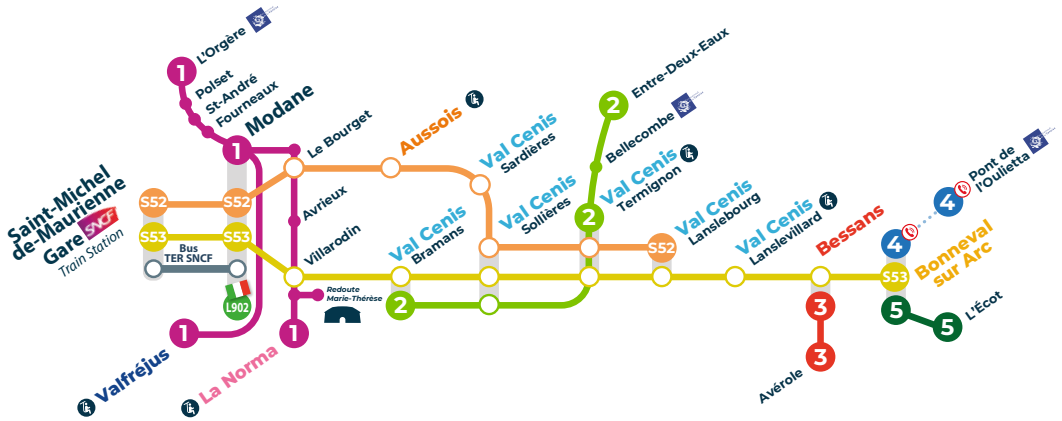 L'Orgère
1
Polset
St-André
Fourneaux
Modane
1
Le Bourget
Aussois
Val Cenis
Sardières
2
Entre-Deux-Eaux
Bellecombe
Val Cenis
Termignon
2
Saint-Michel
de-Maurienne
Gare SNCF
Train Station
S52
S52
S53
S53
Bus
TER SNCF
L902
Avrieux
Villarodin
Val Cenis
Bramans
2
Val Cenis
Sollières
S52
Val Cenis
Lanslebourg
Val Cenis
Lanslevillard
Bessans
4
Pont de
l'Oulietta
4
S53
Bonneval
sur Arc
Redoute
Marie-Thérèse
1
Valfréjus
1
La Norma
3
3
Avérole
5
5
L'Écot